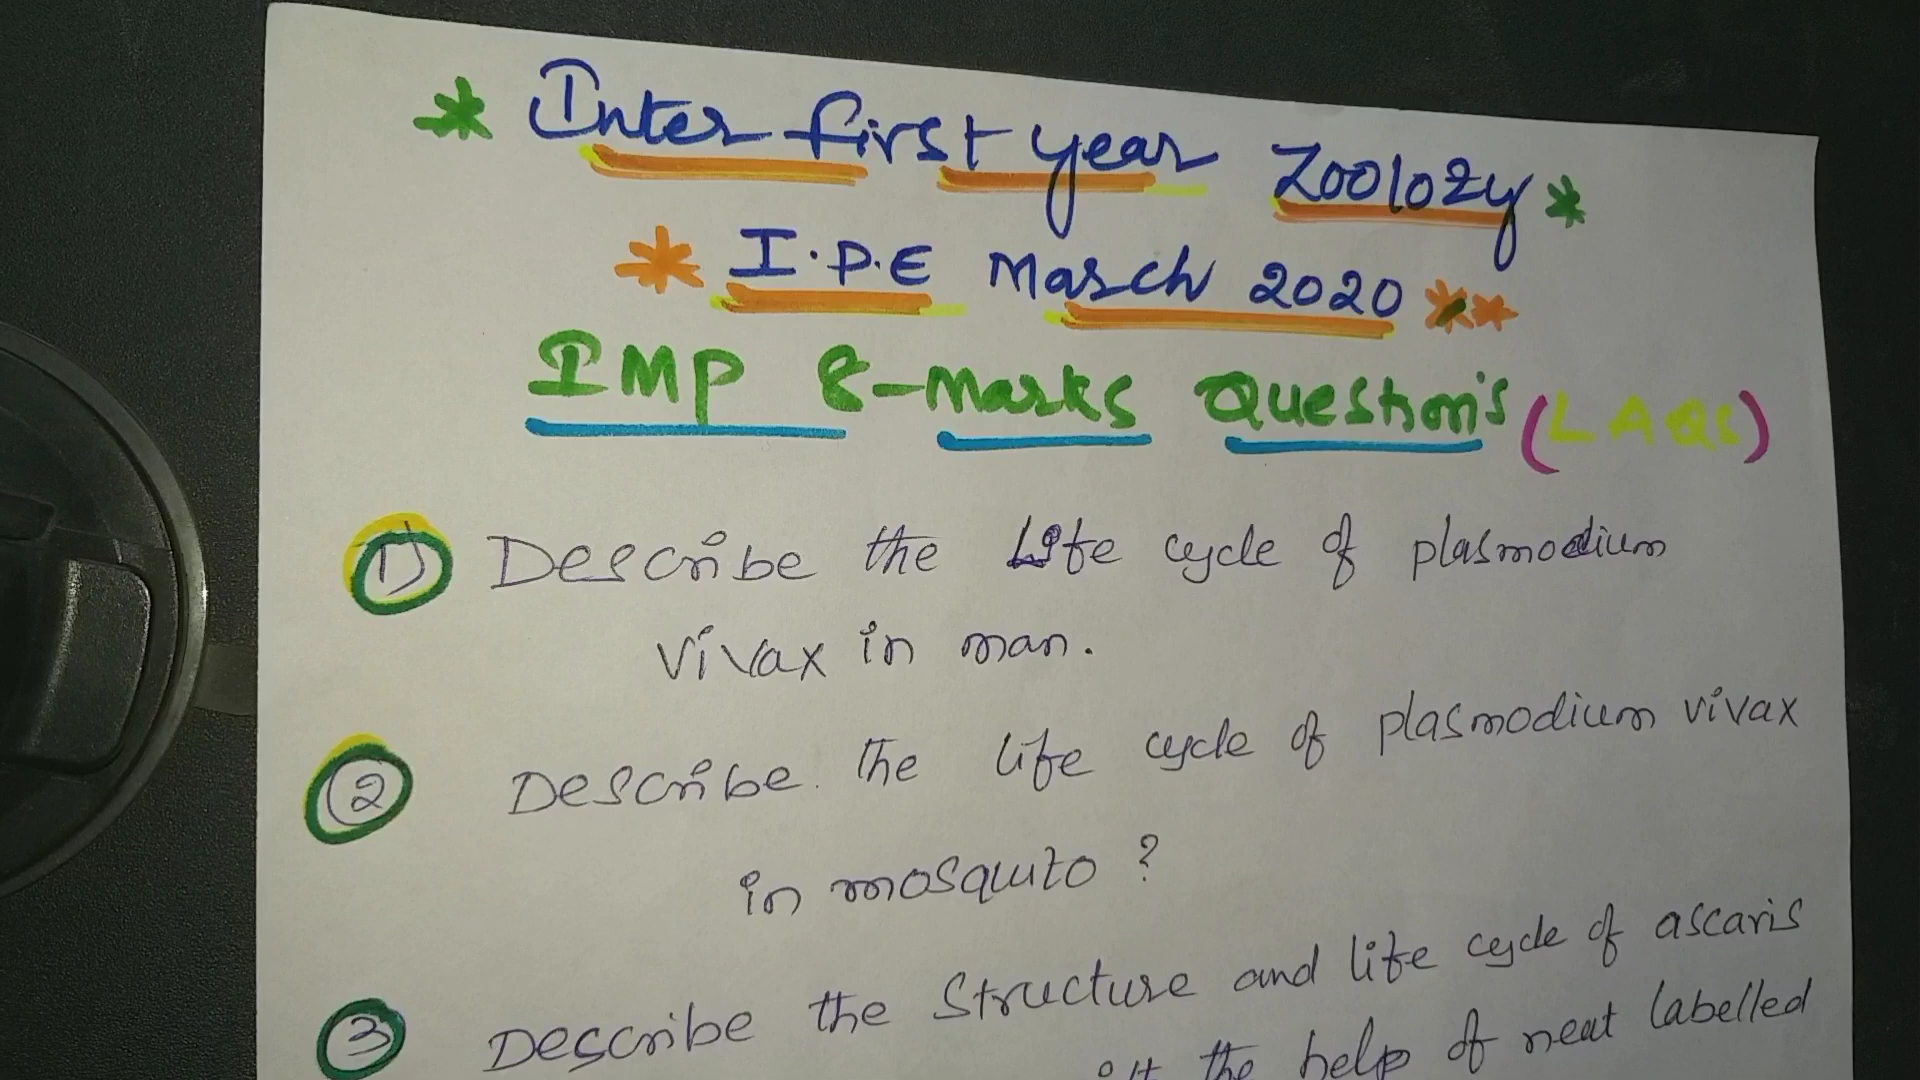 * Inter first year Zoolozy *
* I.P.E March 2020 **
IMP 8-Marks Question's (LAQs)
1) Describe the Life cycle of plasmodium
vivax in man.
2 Describe the life cycle of plasmodium vivax
in mosquito ?
3 Describe the Structure and life cycle of ascaris
the help of neat labelled